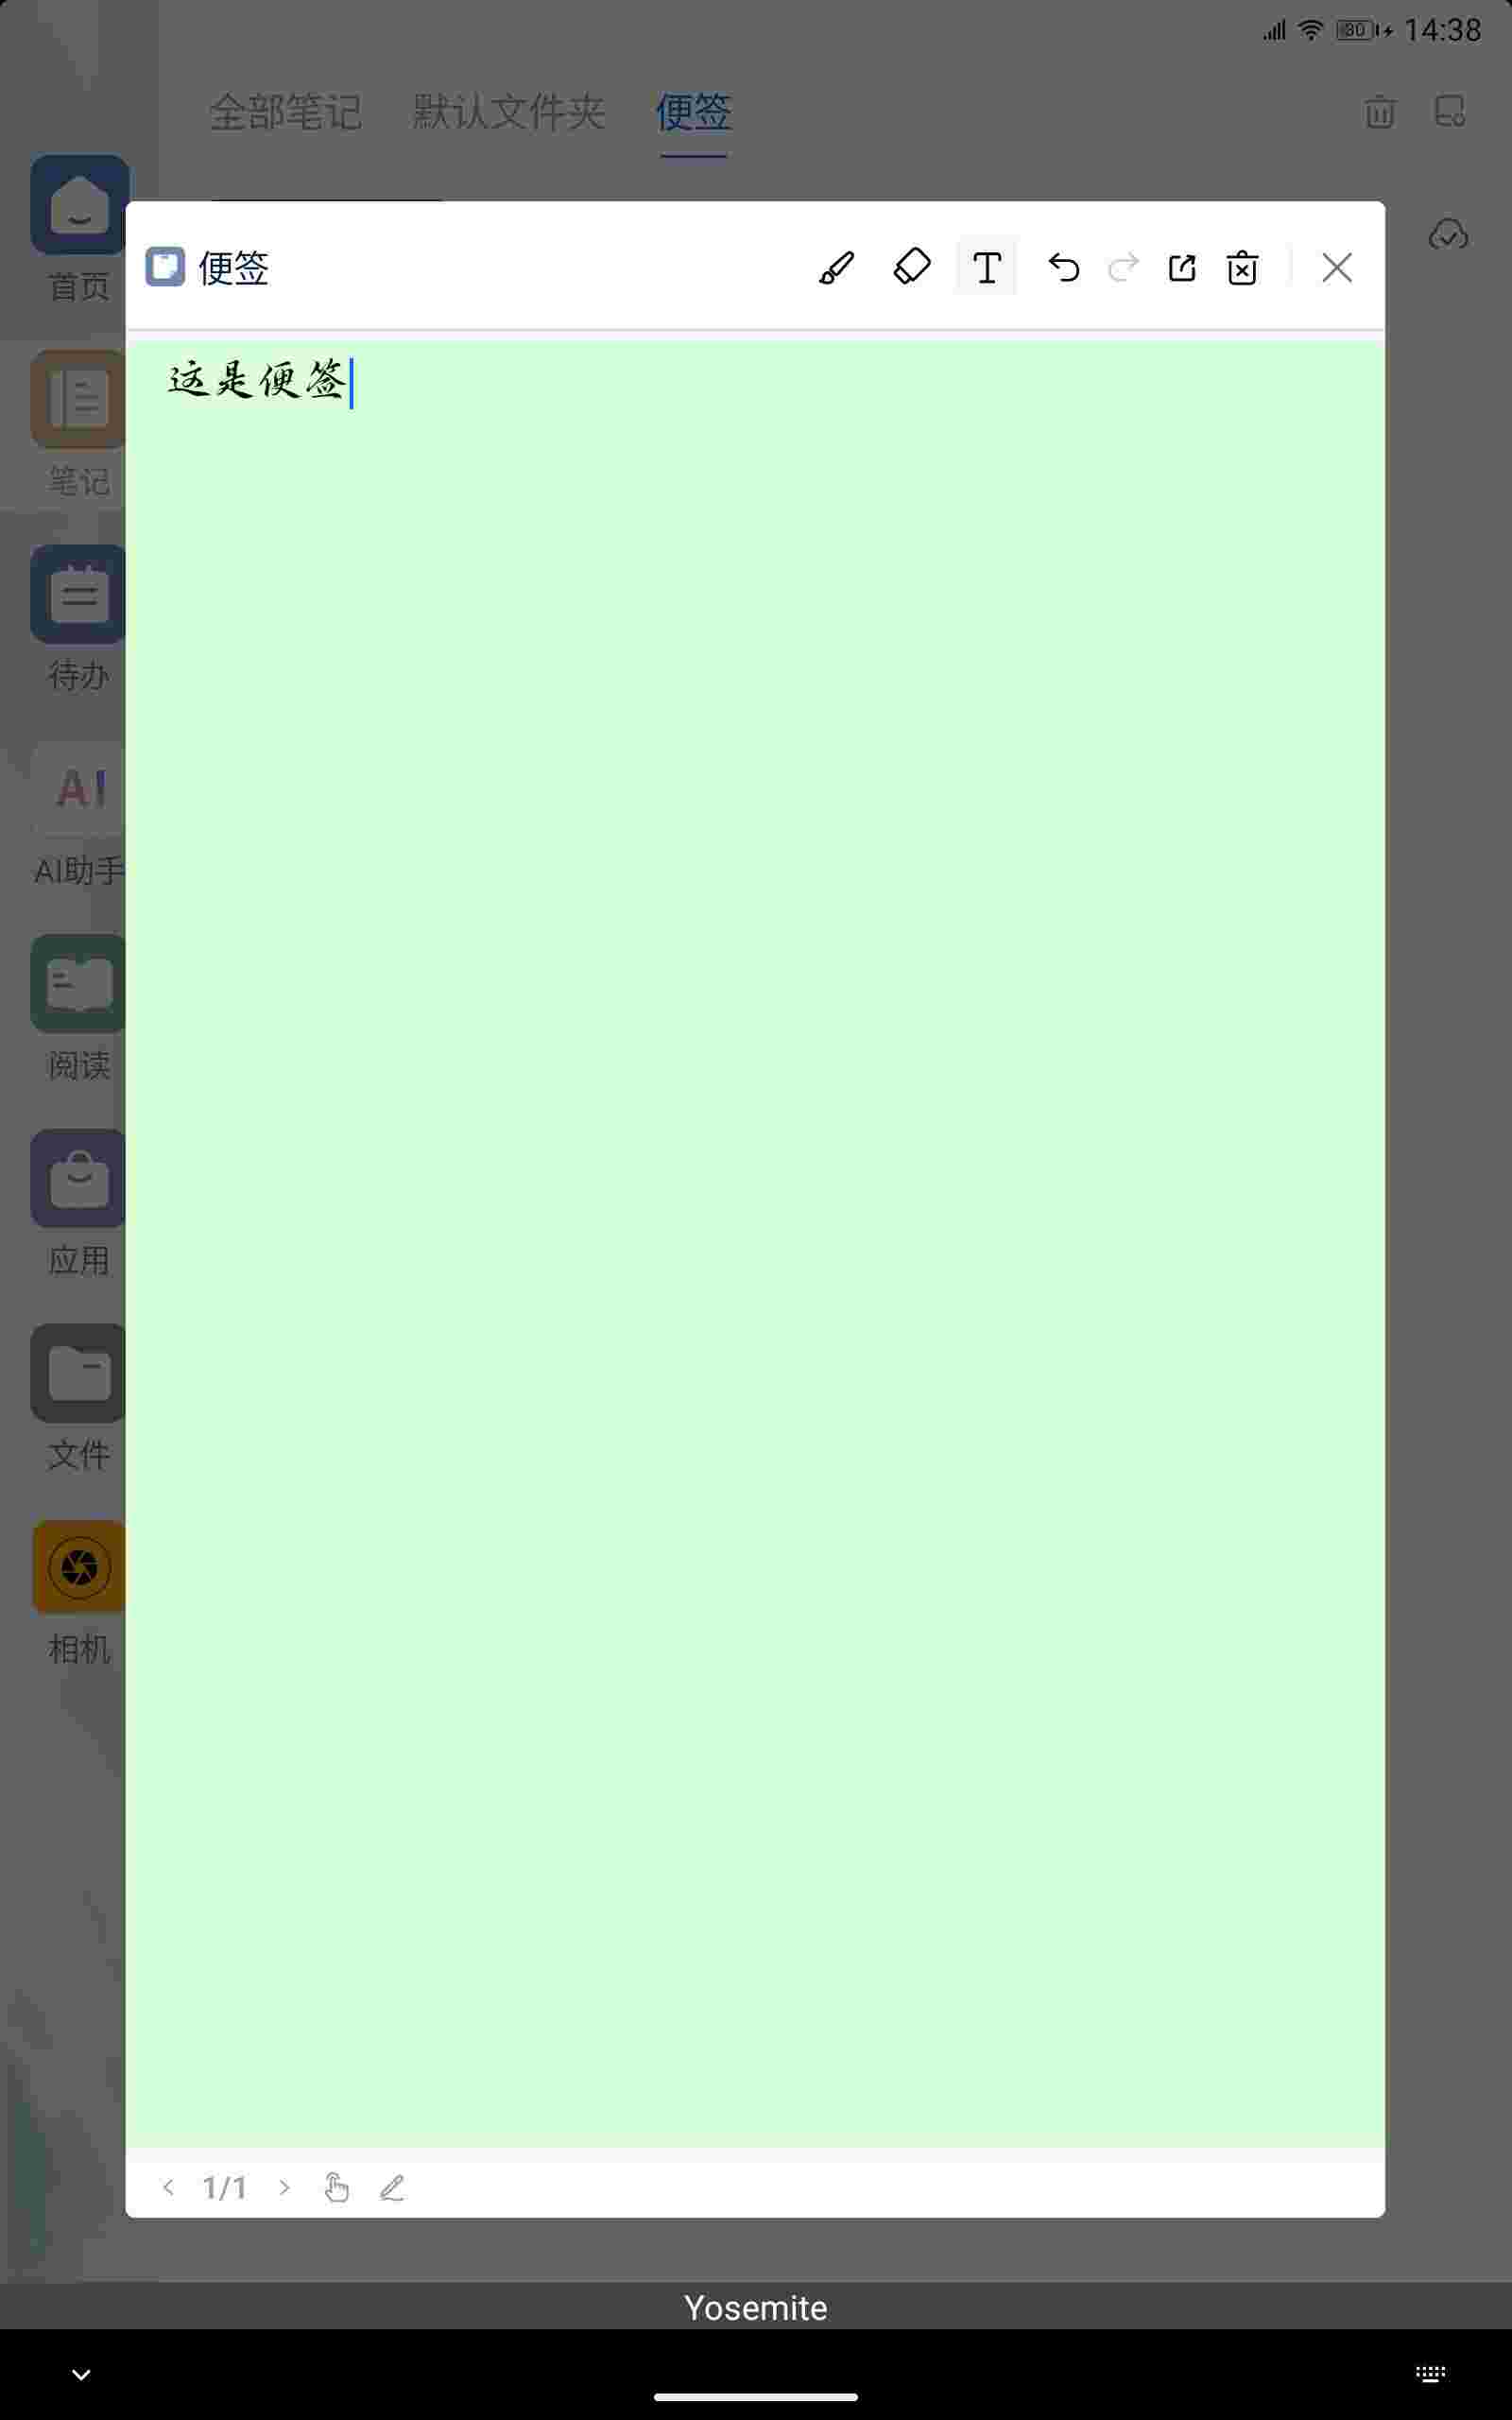 14:38
80
全部笔记 默认文件夹 便签
首页
便签
这是便签
笔记
待办
AI
AI助手
阅读
应用
文件
相机
1/1
Yosemite